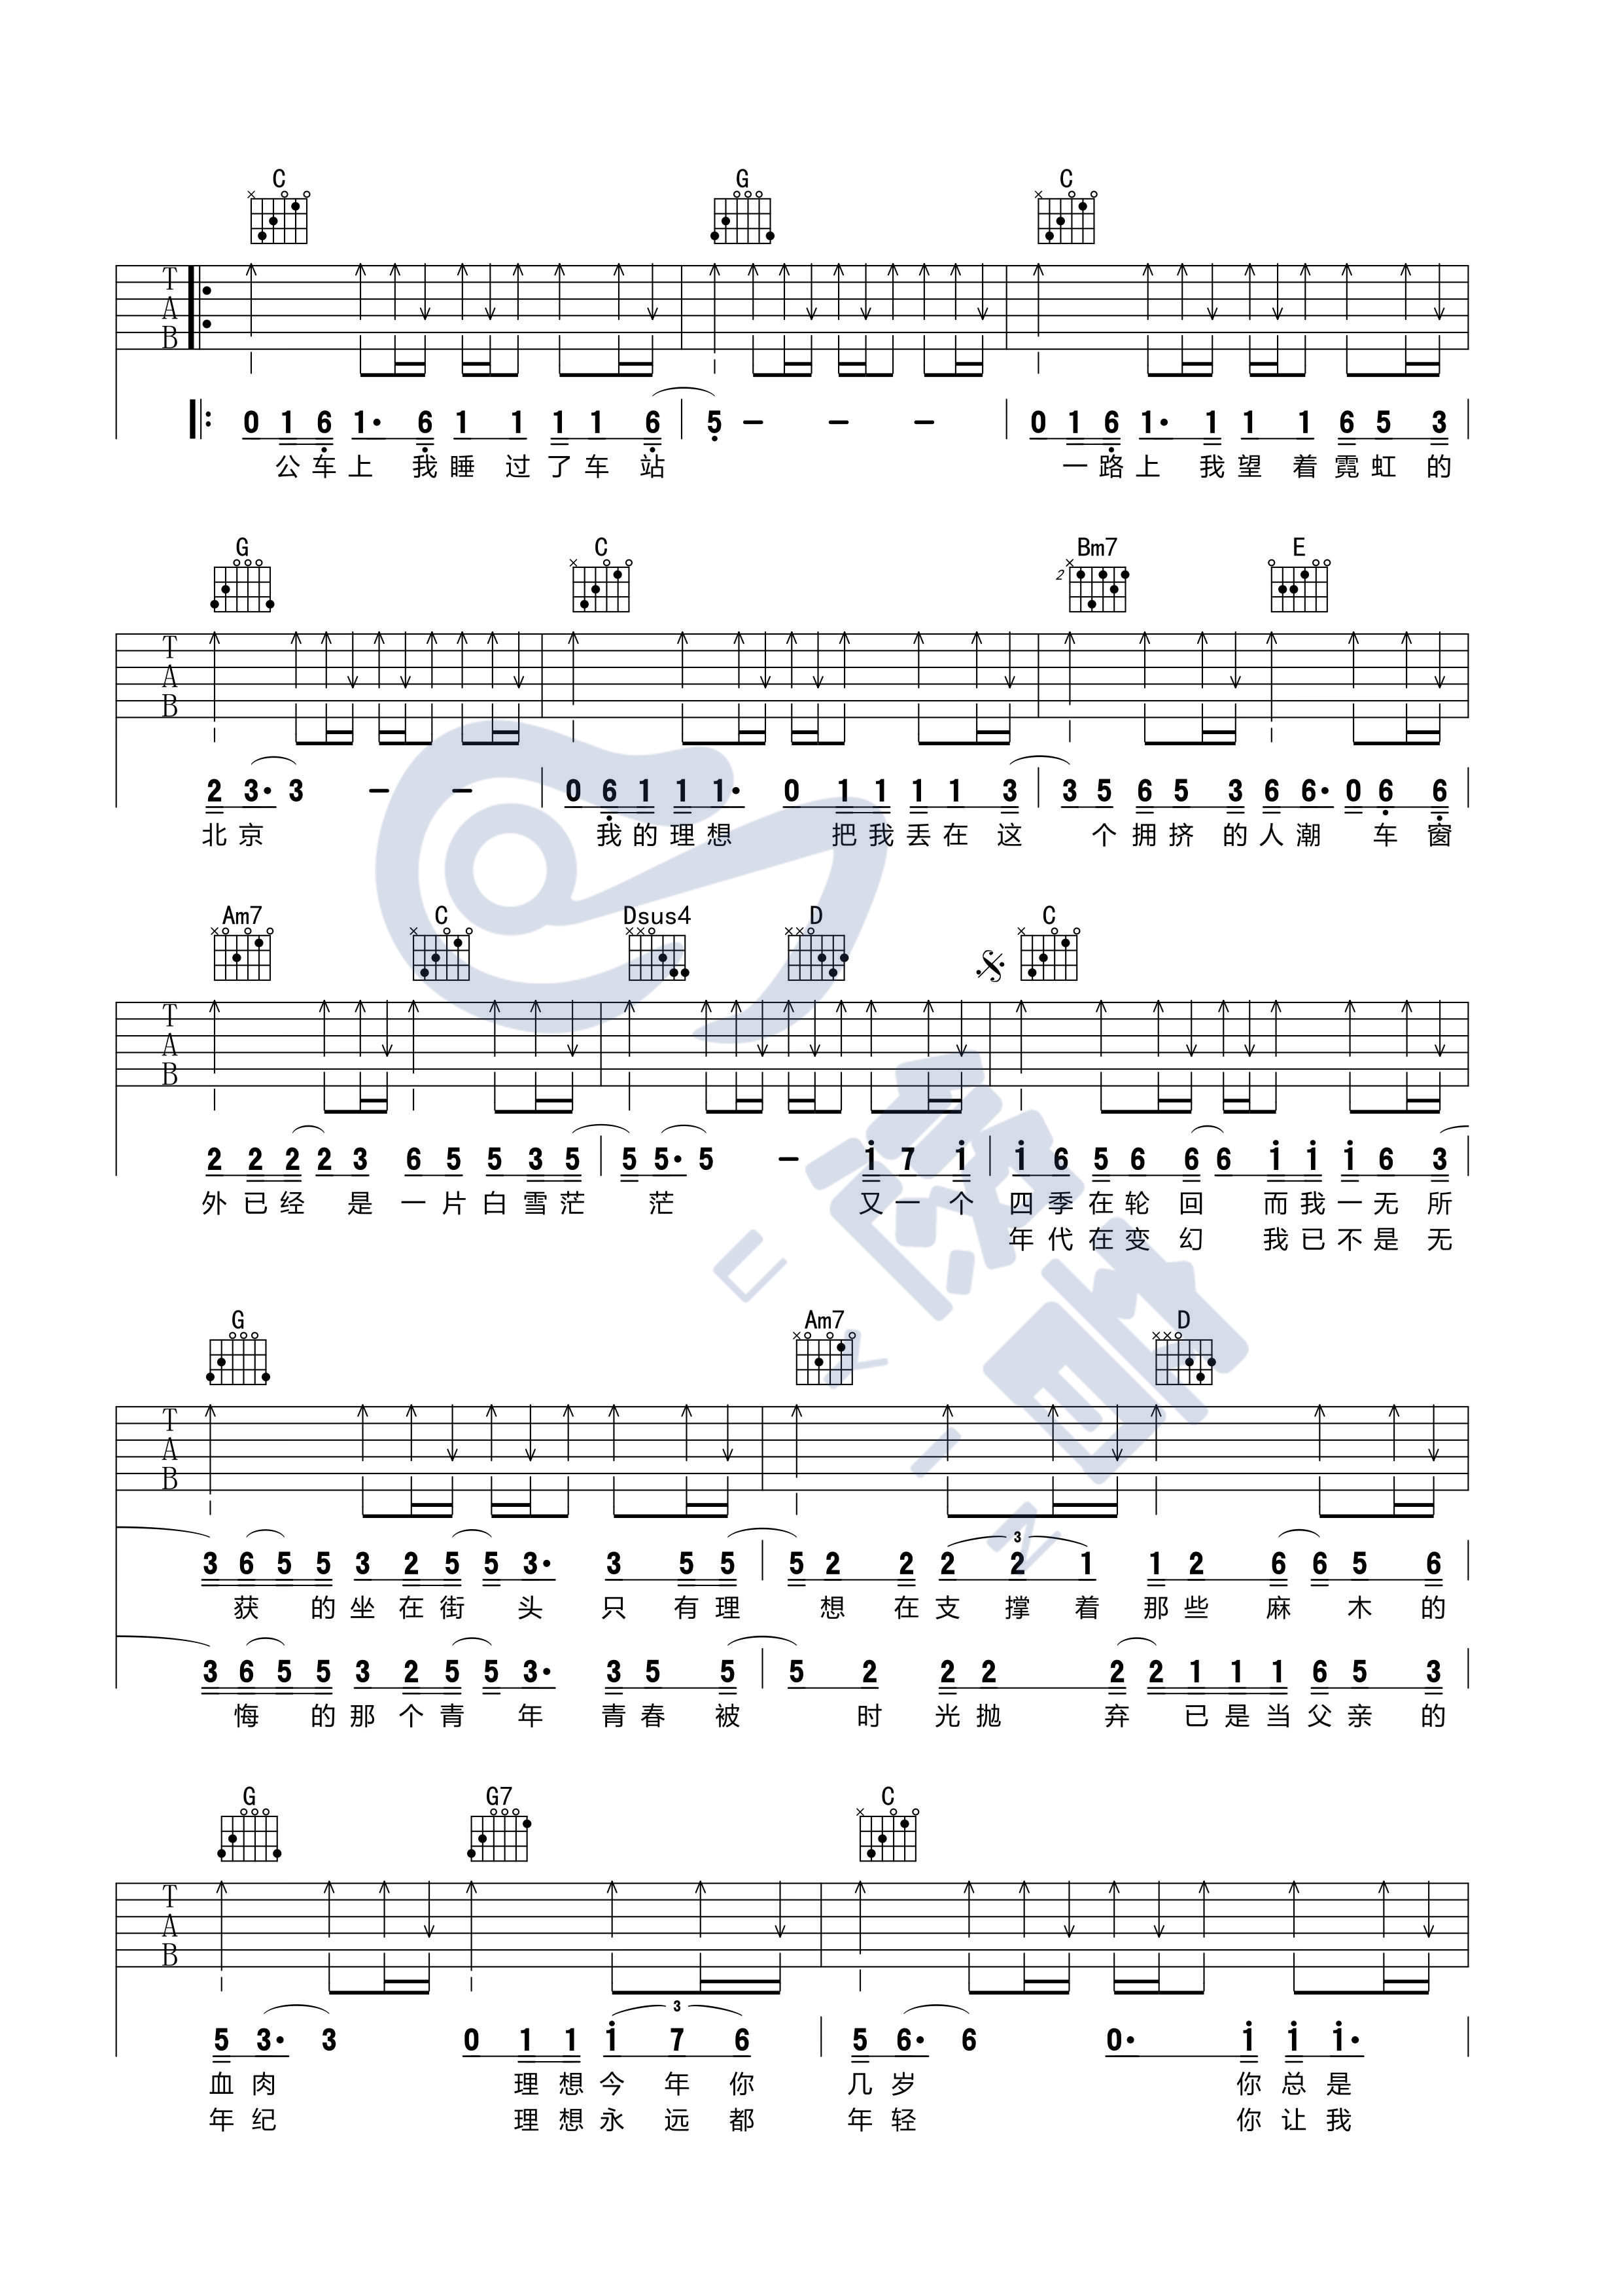 C G C
T A B
0 1 6 1· 6 1 1 1 1 6 5 – – – 0 1 6 1· 1 1 1 6 5 3
公车上 我睡 过了车 站 一路上 我望 着霓虹 的
G C Bm7 E
2
T A B
2 3· 3 – – 0 6 1 1 1· 0 1 1 1 1 3 3 5 6 5 3 6 6· 0 6 6
北京 我的理想 把我丢在 这 个拥挤 的人潮 车 窗
Am7 C Dsus4 D C
T A B
2 2 2 2 3 6 5 5 3 5 5 5· 5 – 1 7 1 1 6 5 6 6 6 1 1 1 6 3
外已经 是 一片白雪茫 茫 又一 个 四季在轮 回 而我一无 所
年代在变 幻 我已不是 无
G Am7 D
T A B
3
3 6 5 5 3 2 5 5 3· 3 5 5 5 2 2 2 2 1 1 2 6 6 5 6
获 的坐在街 头 只 有理 想 在支 撑 着 那些 麻 木 的
3 6 5 5 3 2 5 5 3· 3 5 5 5 2 2 2 2 2 1 1 1 6 5 3
悔 的那个青 年 青春 被 时 光抛 弃 已是当父亲 的
G G7 C
T A B
3
5 3· 3 0 1 1 1 7 6 5 6· 6 0· 1 1 1·
血肉 理想今 年 你 几岁 你总是
年纪 理想永 远 都 年轻 你让我
悠音
U K I N